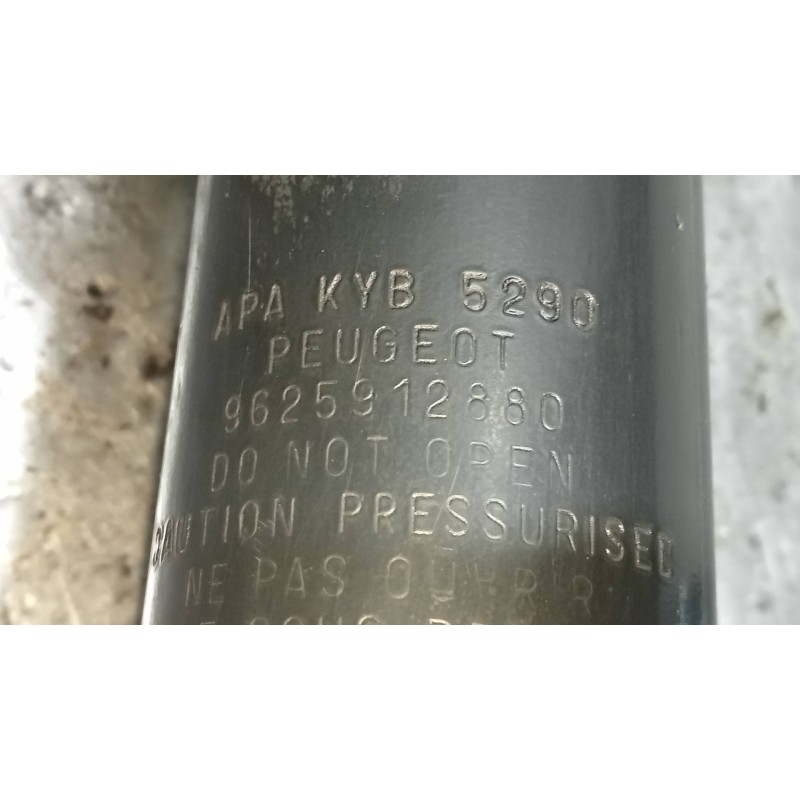 APA KYB 5290
PEUGEOT
9625912880
DO NOT OPEN
CAUTION PRESSURISED
NE PAS OUVRIR